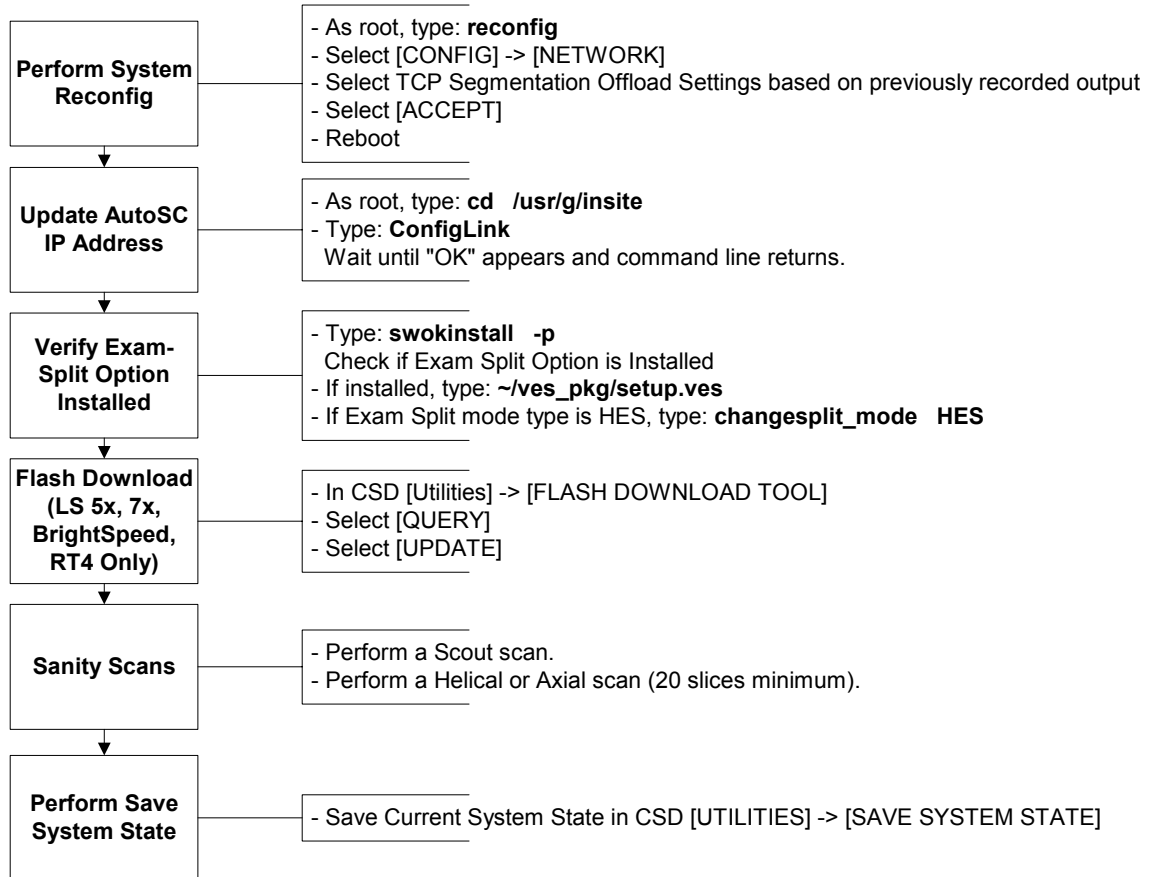 Perform System
Reconfig
- As root, type: reconfig
- Select [CONFIG] -> [NETWORK]
- Select TCP Segmentation Offload Settings based on previously recorded output
- Select [ACCEPT]
- Reboot
Update AutoSC
IP Address
- As root, type: cd /usr/g/insite
- Type: ConfigLink
Wait until "OK" appears and command line returns.
Verify Exam-
Split Option
Installed
- Type: swokinstall -p
Check if Exam Split Option is Installed
- If installed, type: ~/ves_pkg/setup.ves
- If Exam Split mode type is HES, type: changesplit_mode HES
Flash Download
(LS 5x, 7x,
BrightSpeed,
RT4 Only)
- In CSD [Utilities] -> [FLASH DOWNLOAD TOOL]
- Select [QUERY]
- Select [UPDATE]
Sanity Scans
- Perform a Scout scan.
- Perform a Helical or Axial scan (20 slices minimum).
Perform Save
System State
- Save Current System State in CSD [UTILITIES] -> [SAVE SYSTEM STATE]